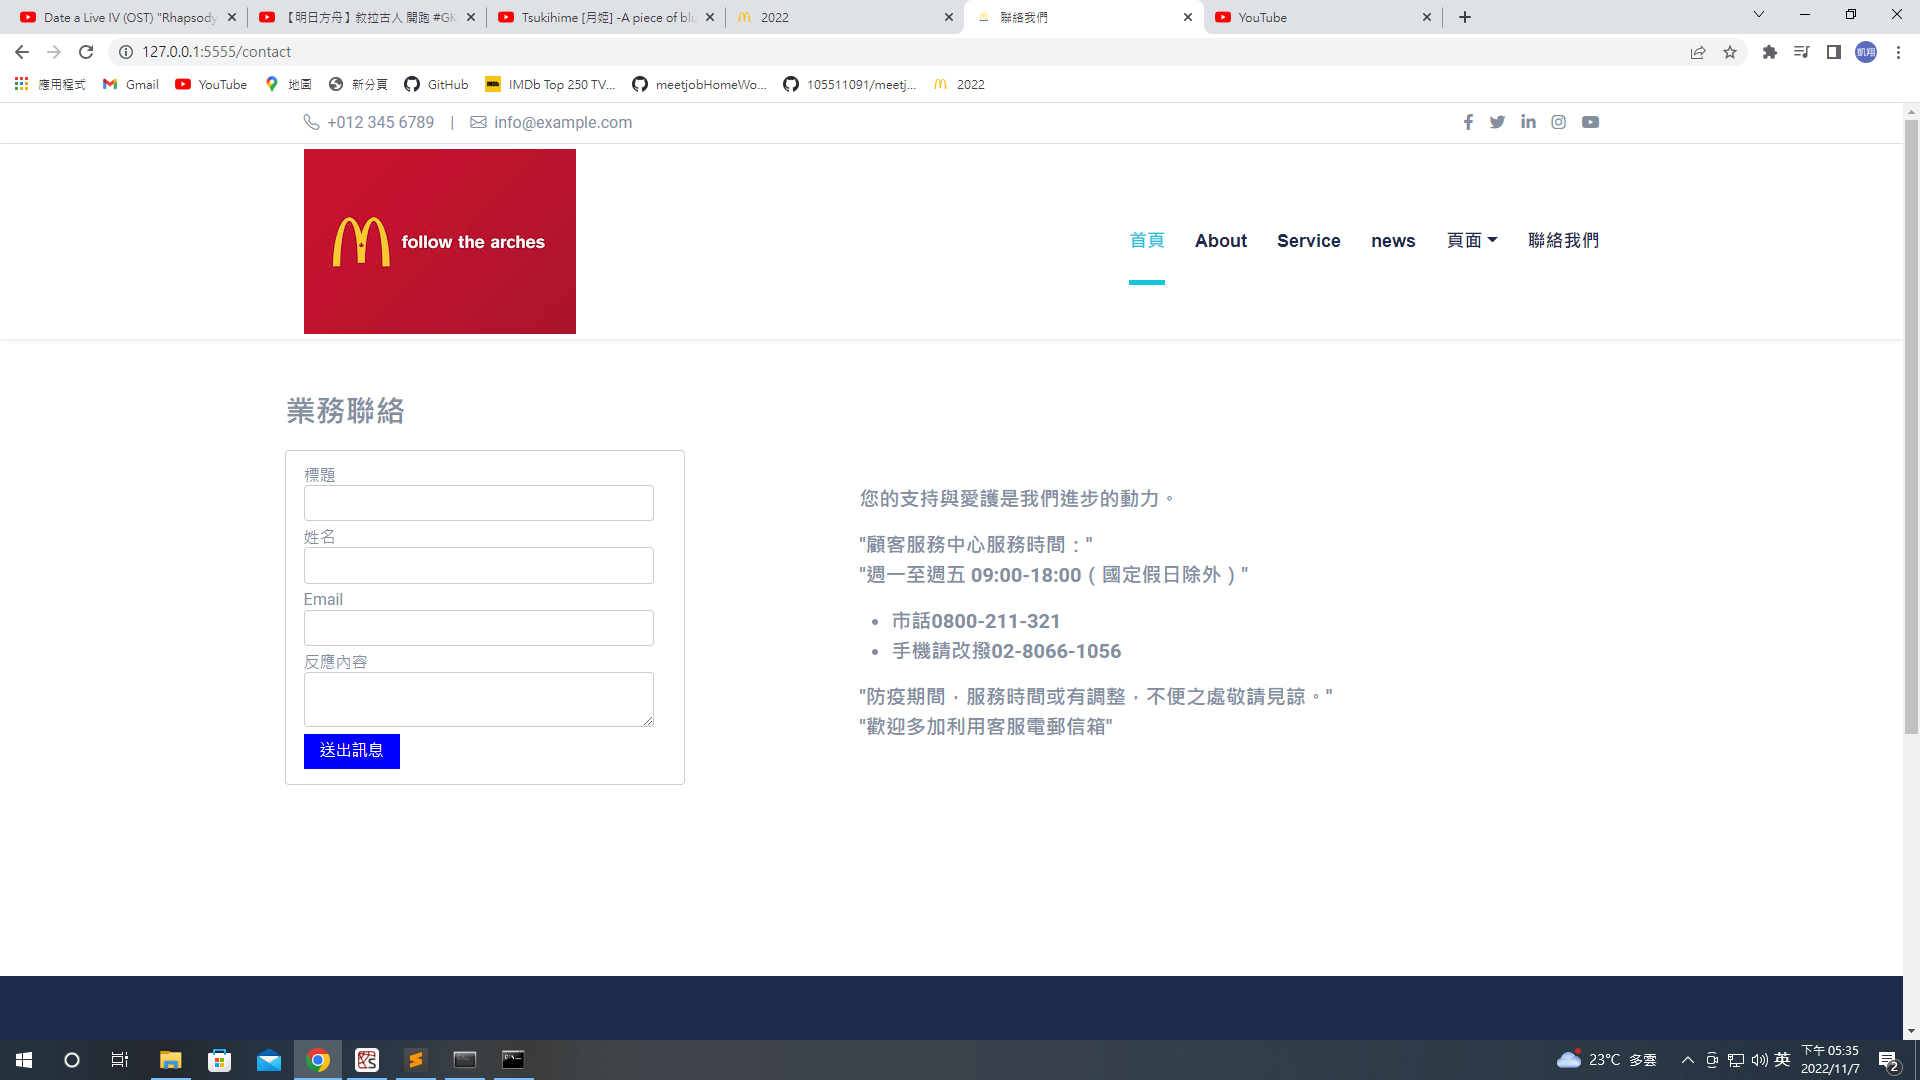 Date a Live IV (OST) "Rhapsody
【明日方舟】敘拉古人 開跑 #GK
Tsukihime [月姫] -A piece of blu
2022
聯絡我們
YouTube
127.0.0.1:5555/contact
凱翔
應用程式
Gmail
YouTube
地圖
新分頁
GitHub
IMDb Top 250 TV...
meetjobHomeWo...
105511091/meetj...
2022
+012 345 6789 | info@example.com
follow the arches
首頁
About
Service
news
頁面
聯絡我們
業務聯絡
標題
姓名
Email
反應內容
送出訊息
您的支持與愛護是我們進步的動力。
"顧客服務中心服務時間："
"週一至週五 09:00-18:00 ( 國定假日除外 ) "
市話0800-211-321
手機請改撥02-8066-1056
"防疫期間，服務時間或有調整，不便之處敬請見諒。"
"歡迎多加利用客服電郵信箱"
23°C 多雲
英
下午 05:35
2022/11/7
2